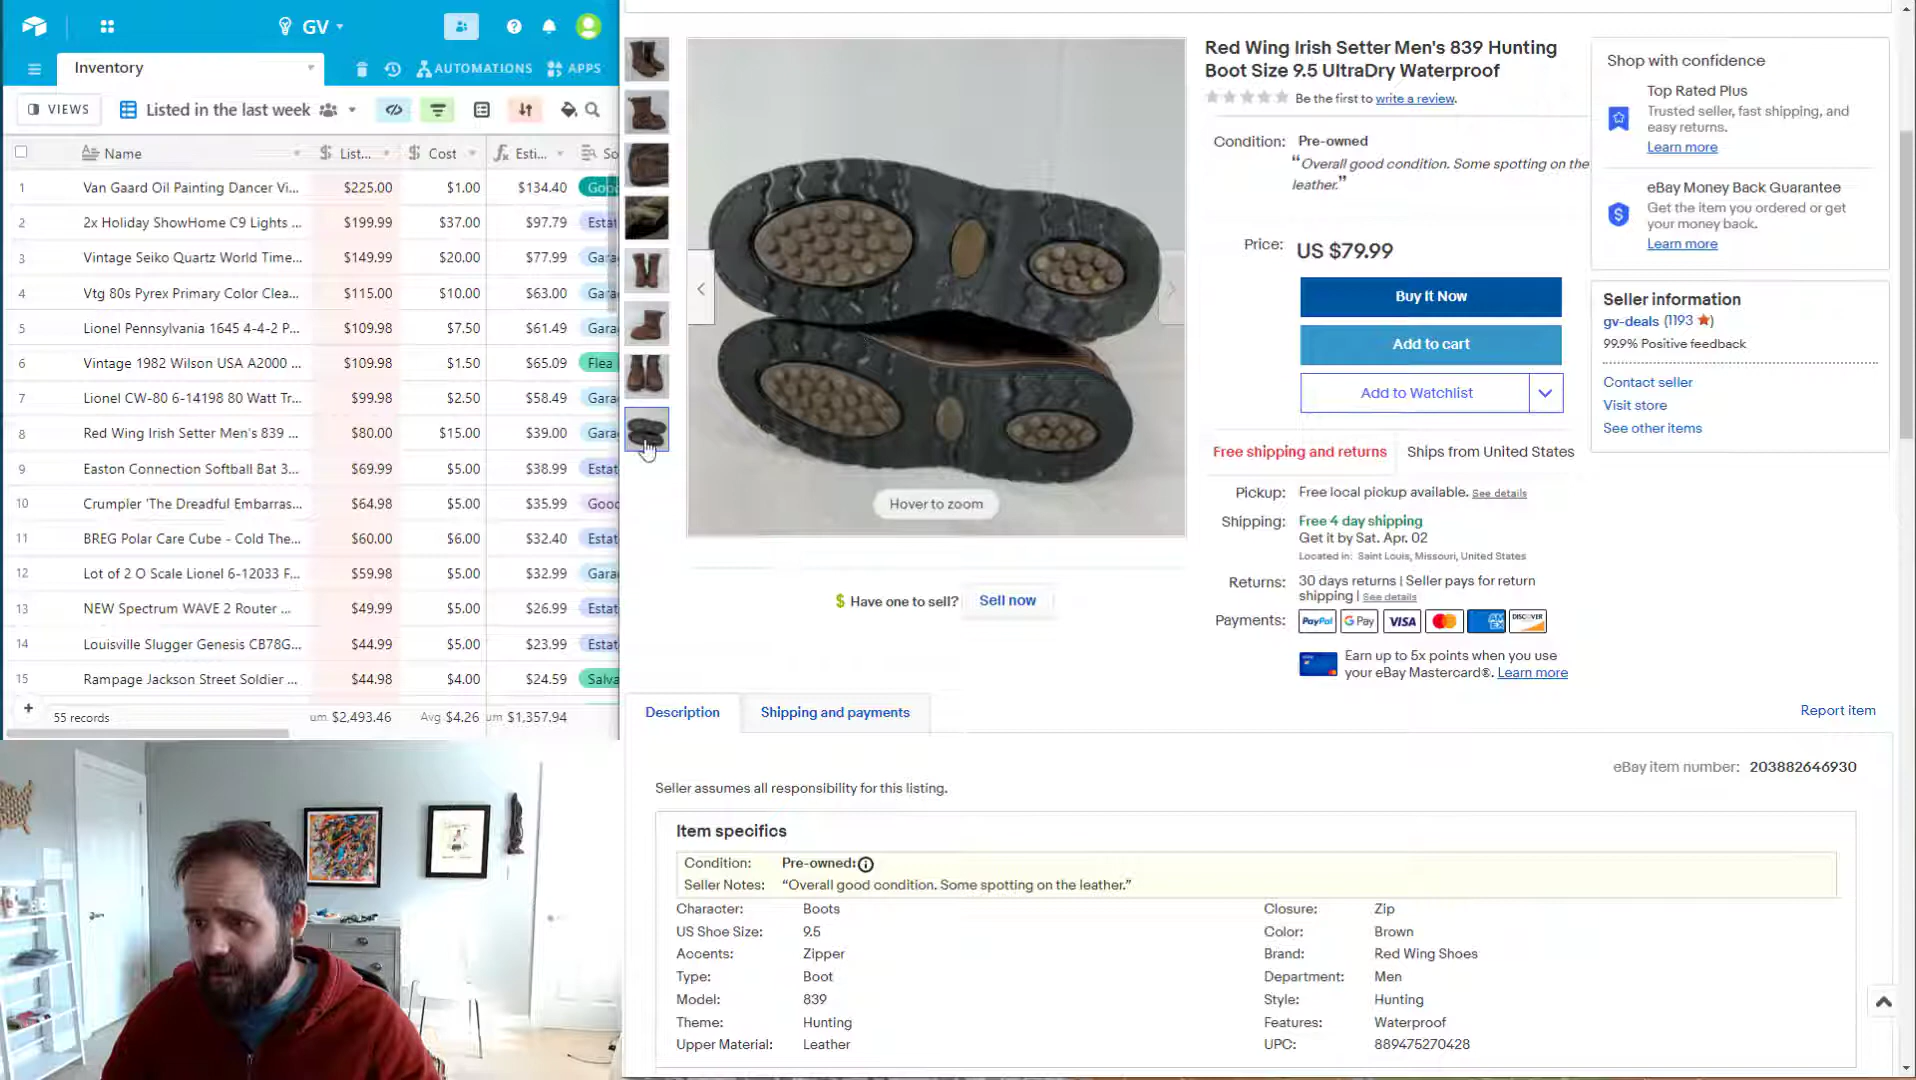 GV
Inventory
AUTOMATIONS
APPS
VIEWS
Listed in the last week
Name
List...
Cost
Esti...
So
1 Van Gaard Oil Painting Dancer Vi... $225.00 $1.00 $134.40 Good
2 2x Holiday ShowHome C9 Lights ... $199.99 $37.00 $97.79 Estat
3 Vintage Seiko Quartz World Time... $149.99 $20.00 $77.99 Gara
4 Vtg 80s Pyrex Primary Color Clea... $115.00 $10.00 $63.00 Gara
5 Lionel Pennsylvania 1645 4-4-2 P... $109.98 $7.50 $61.49 Gara
6 Vintage 1982 Wilson USA A2000 ... $109.98 $1.50 $65.09 Flea
7 Lionel CW-80 6-14198 80 Watt Tr... $99.98 $2.50 $58.49 Gara
8 Red Wing Irish Setter Men's 839 ... $80.00 $15.00 $39.00 Gara
9 Easton Connection Softball Bat 3... $69.99 $5.00 $38.99 Estat
10 Crumpler 'The Dreadful Embarras... $64.98 $5.00 $35.99 Good
11 BREG Polar Care Cube - Cold The... $60.00 $6.00 $32.40 Estat
12 Lot of 2 O Scale Lionel 6-12033 F... $59.98 $5.00 $32.99 Gara
13 NEW Spectrum WAVE 2 Router ... $49.99 $5.00 $26.99 Estat
14 Louisville Slugger Genesis CB78G... $44.99 $5.00 $23.99 Estat
15 Rampage Jackson Street Soldier ... $44.98 $4.00 $24.59 Salva
55 records um $2,493.46 Avg $4.26 um $1,357.94
Hover to zoom
$ Have one to sell? Sell now
Red Wing Irish Setter Men's 839 Hunting
Boot Size 9.5 UltraDry Waterproof
Be the first to write a review.
Condition: Pre-owned
“Overall good condition. Some spotting on the
leather.”
Price: US $79.99
Buy It Now
Add to cart
Add to Watchlist
Free shipping and returns Ships from United States
Pickup: Free local pickup available. See details
Shipping: Free 4 day shipping
Get it by Sat. Apr. 02
Located in: Saint Louis, Missouri, United States
Returns: 30 days returns | Seller pays for return
shipping | See details
Payments: PayPal G Pay VISA DISCOVER
Earn up to 5x points when you use
your eBay Mastercard®. Learn more
Shop with confidence
Top Rated Plus
Trusted seller, fast shipping, and
easy returns.
Learn more
eBay Money Back Guarantee
Get the item you ordered or get
your money back.
Learn more
Seller information
gv-deals (1193 ★)
99.9% Positive feedback
Contact seller
Visit store
See other items
Description
Shipping and payments
Report item
eBay item number: 203882646930
Seller assumes all responsibility for this listing.
Item specifics
Condition: Pre-owned:
Seller Notes: “Overall good condition. Some spotting on the leather.”
Character: Boots Closure: Zip
US Shoe Size: 9.5 Color: Brown
Accents: Zipper Brand: Red Wing Shoes
Type: Boot Department: Men
Model: 839 Style: Hunting
Theme: Hunting Features: Waterproof
Upper Material: Leather UPC: 889475270428